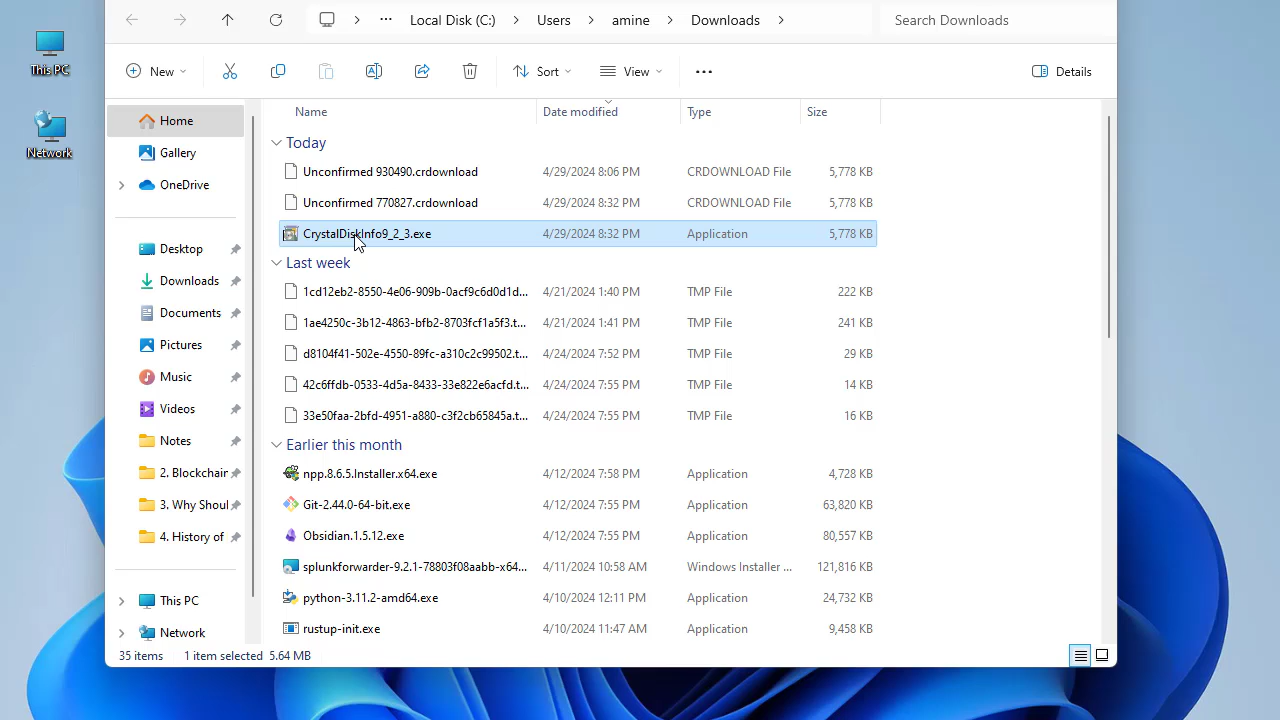 This PC
Network
Local Disk (C:) Users amine Downloads
Search Downloads
New Sort View Details
Home
Gallery
OneDrive
Desktop
Downloads
Documents
Pictures
Music
Videos
Notes
2. Blockchair
3. Why Shoul
4. History of
This PC
Network
Name Date modified Type Size
Today
Unconfirmed 930490.crdownload 4/29/2024 8:06 PM CRDOWNLOAD File 5,778 KB
Unconfirmed 770827.crdownload 4/29/2024 8:32 PM CRDOWNLOAD File 5,778 KB
CrystalDiskInfo9_2_3.exe 4/29/2024 8:32 PM Application 5,778 KB
Last week
1cd12eb2-8550-4e06-909b-0acf9c6d0d1d... 4/21/2024 1:40 PM TMP File 222 KB
1ae4250c-3b12-4863-bfb2-8703fcf1a5f3.t... 4/21/2024 1:41 PM TMP File 241 KB
d8104f41-502e-4550-89fc-a310c2c99502.t... 4/24/2024 7:52 PM TMP File 29 KB
42c6ffdb-0533-4d5a-8433-33e822e6acfd.t... 4/24/2024 7:55 PM TMP File 14 KB
33e50faa-2bfd-4951-a880-c3f2cb65845a.t... 4/24/2024 7:55 PM TMP File 16 KB
Earlier this month
npp.8.6.5.Installer.x64.exe 4/12/2024 7:58 PM Application 4,728 KB
Git-2.44.0-64-bit.exe 4/12/2024 7:55 PM Application 63,820 KB
Obsidian.1.5.12.exe 4/12/2024 7:55 PM Application 80,557 KB
splunkforwarder-9.2.1-78803f08aabb-x64... 4/11/2024 10:58 AM Windows Installer ... 121,816 KB
python-3.11.2-amd64.exe 4/10/2024 12:11 PM Application 24,732 KB
rustup-init.exe 4/10/2024 11:47 AM Application 9,458 KB
35 items 1 item selected 5.64 MB